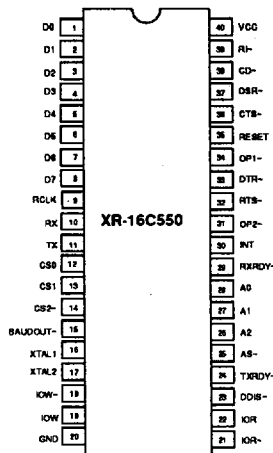 D0 1 40 VCC
D1 2 39 RI-
D2 3 38 CD-
D3 4 37 DSR-
D4 5 36 CTS-
D5 6 35 RESET
D6 7 34 OP1-
D7 8 33 DTR-
RCLK 9 32 RTS-
RX 10 31 OP2-
TX 11 30 INT
CS0 12 29 RXRDY-
CS1 13 28 A0
CS2- 14 27 A1
BAUDOUT- 15 26 A2
XTAL1 16 25 AS-
XTAL2 17 24 TXRDY-
IOW- 18 23 DDIS-
IOW 19 22 IOR
GND 20 21 IOR-
XR-16C550